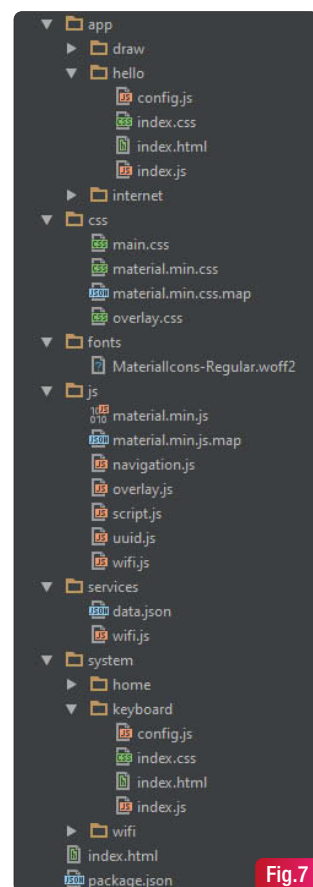 app
draw
hello
config.js
index.css
index.html
index.js
internet
css
main.css
material.min.css
material.min.css.map
overlay.css
fonts
MaterialIcons-Regular.woff2
js
material.min.js
material.min.js.map
navigation.js
overlay.js
script.js
uuid.js
wifi.js
services
data.json
wifi.js
system
home
keyboard
config.js
index.css
index.html
index.js
wifi
index.html
package.json
Fig.7